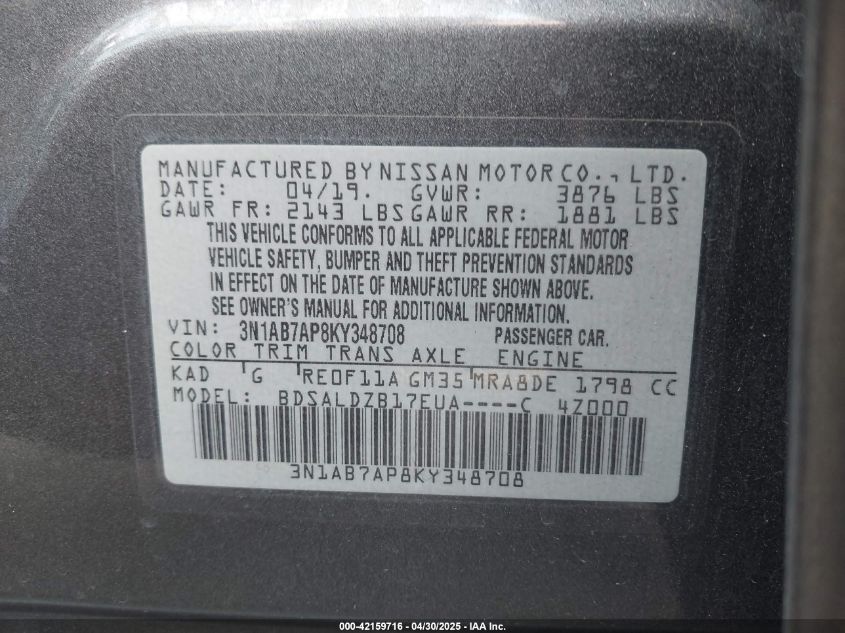 MANUFACTURED BY NISSAN MOTOR CO., LTD.
DATE: 04/19. GVWR: 3876 LBS
GAWR FR: 2143 LBS GAWR RR: 1881 LBS
THIS VEHICLE CONFORMS TO ALL APPLICABLE FEDERAL MOTOR
VEHICLE SAFETY, BUMPER AND THEFT PREVENTION STANDARDS
IN EFFECT ON THE DATE OF MANUFACTURE SHOWN ABOVE.
SEE OWNER'S MANUAL FOR ADDITIONAL INFORMATION.
VIN: 3N1AB7AP8KY348708 PASSENGER CAR.
COLOR TRIM TRANS AXLE ENGINE
KAD G RE0F11A GM35 MRA8DE 1798 CC
MODEL: BDSALDZB17EUA----C 4Z000
3N1AB7AP8KY348708
000-42159716 - 04/30/2025 - IAA Inc.